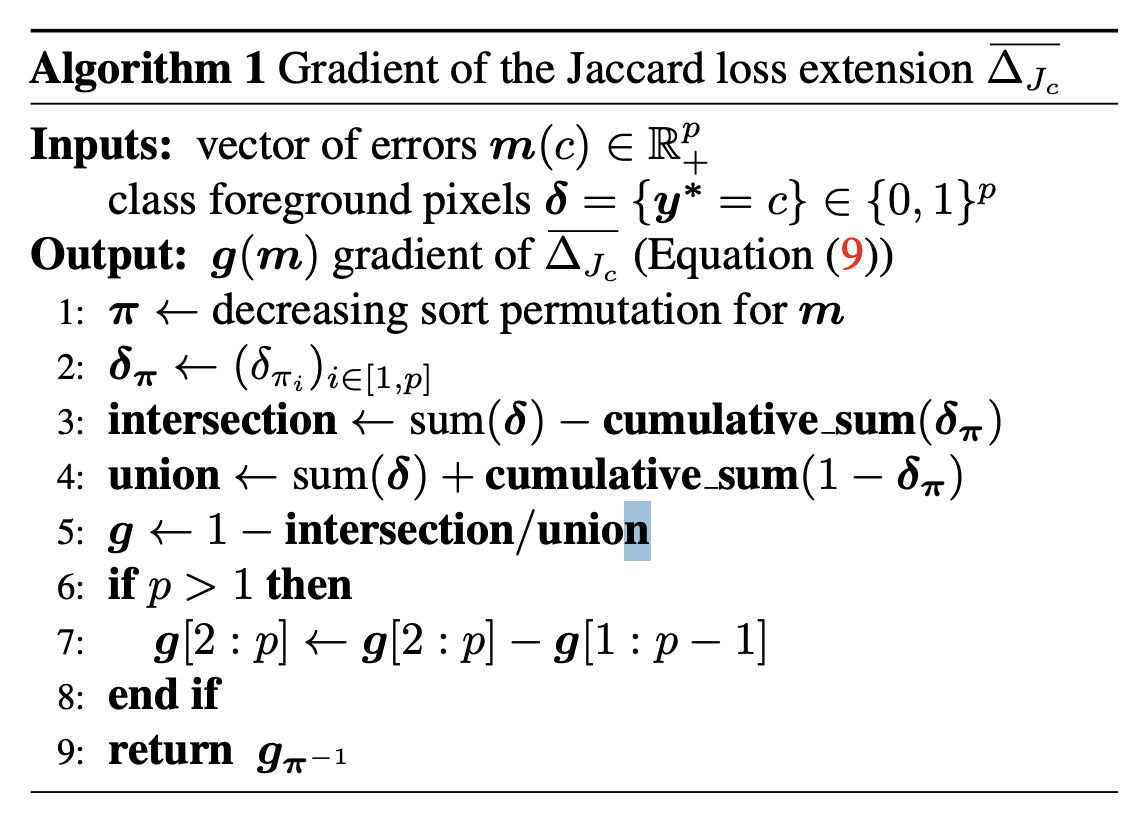 Algorithm 1 Gradient of the Jaccard loss extension $\overline{\Delta_{J_c}}$
Inputs: vector of errors $\boldsymbol{m}(c) \in \mathbb{R}_+^p$
class foreground pixels $\boldsymbol{\delta} = \{\boldsymbol{y}^* = c\} \in \{0, 1\}^p$
Output: $\boldsymbol{g}(\boldsymbol{m})$ gradient of $\overline{\Delta_{J_c}}$ (Equation (9))
1: $\boldsymbol{\pi} \leftarrow$ decreasing sort permutation for $\boldsymbol{m}$
2: $\boldsymbol{\delta_\pi} \leftarrow (\delta_{\pi_i})_{i \in [1,p]}$
3: intersection $\leftarrow$ sum($\boldsymbol{\delta}$) − cumulative_sum($\boldsymbol{\delta_\pi}$)
4: union $\leftarrow$ sum($\boldsymbol{\delta}$) + cumulative_sum($1 - \boldsymbol{\delta_\pi}$)
5: $\boldsymbol{g} \leftarrow 1 -$ intersection/union
6: if $p > 1$ then
7: $\boldsymbol{g}[2 : p] \leftarrow \boldsymbol{g}[2 : p] - \boldsymbol{g}[1 : p - 1]$
8: end if
9: return $\boldsymbol{g}_{\boldsymbol{\pi}^{-1}}$